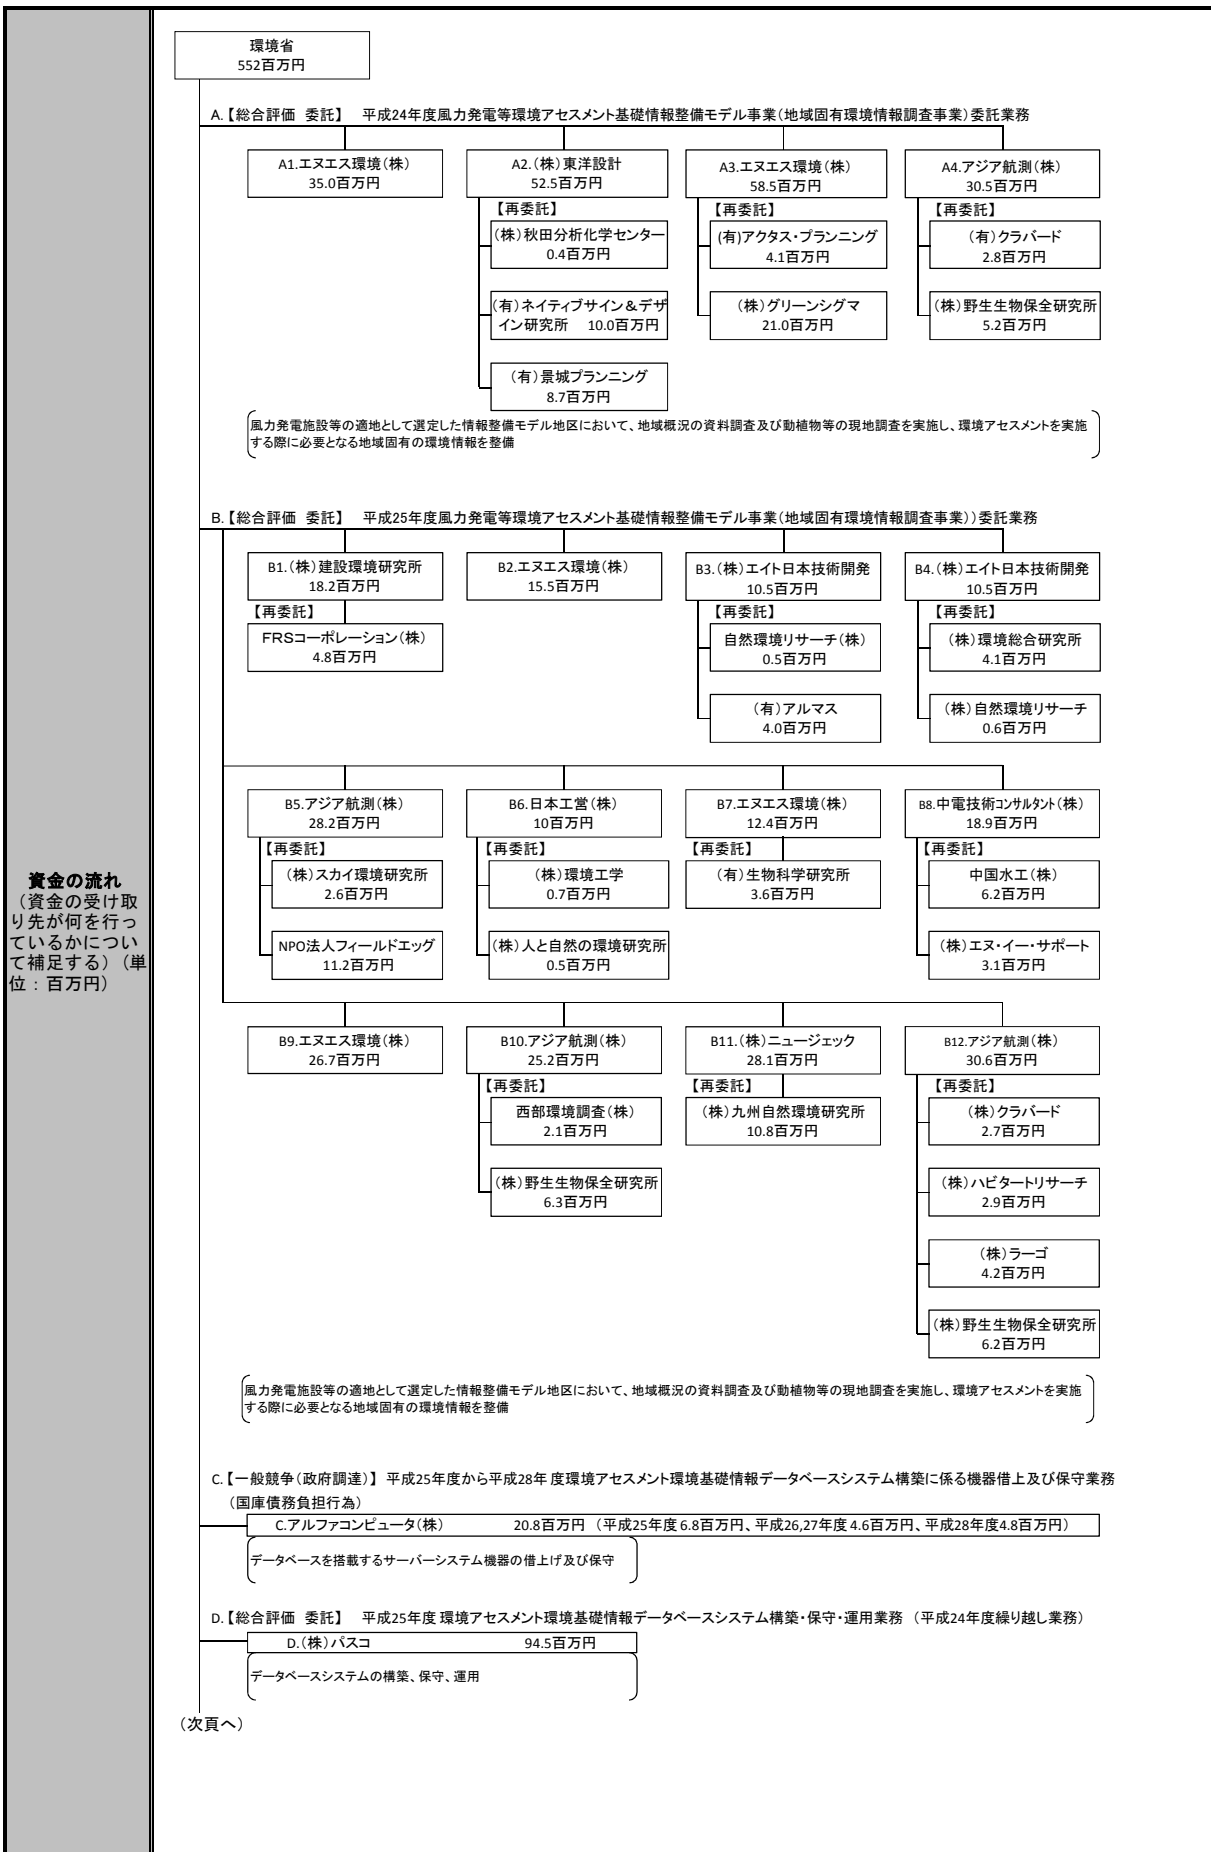 資金の流れ
（資金の受け取
り先が何を行っ
ているかについ
て補足する）（単
位：百万円）
環境省
552百万円
A.【総合評価 委託】　平成24年度風力発電等環境アセスメント基礎情報整備モデル事業（地域固有環境情報調査事業）委託業務
A1.エヌエス環境（株）
35.0百万円
A2.（株）東洋設計
52.5百万円
A3.エヌエス環境（株）
58.5百万円
A4.アジア航測（株）
30.5百万円
【再委託】
（株）秋田分析化学センター
0.4百万円
（有）ネイティブサイン＆デザ
イン研究所　10.0百万円
（有）景城プランニング
8.7百万円
【再委託】
(有)アクタス・プランニング
4.1百万円
（株）グリーンシグマ
21.0百万円
【再委託】
（有）クラバード
2.8百万円
（株）野生生物保全研究所
5.2百万円
風力発電施設等の適地として選定した情報整備モデル地区において、地域概況の資料調査及び動植物等の現地調査を実施し、環境アセスメントを実施
する際に必要となる地域固有の環境情報を整備
B.【総合評価 委託】　平成25年度風力発電等環境アセスメント基礎情報整備モデル事業（地域固有環境情報調査事業））委託業務
B1.（株）建設環境研究所
18.2百万円
B2.エヌエス環境（株）
15.5百万円
B3.（株）エイト日本技術開発
10.5百万円
B4.（株）エイト日本技術開発
10.5百万円
【再委託】
FRSコーポレーション（株）
4.8百万円
【再委託】
自然環境リサーチ（株）
0.5百万円
（有）アルマス
4.0百万円
【再委託】
（株）環境総合研究所
4.1百万円
（株）自然環境リサーチ
0.6百万円
B5.アジア航測（株）
28.2百万円
B6.日本工営（株）
10百万円
B7.エヌエス環境（株）
12.4百万円
B8.中電技術コンサルタント（株）
18.9百万円
【再委託】
（株）スカイ環境研究所
2.6百万円
NPO法人フィールドエッグ
11.2百万円
【再委託】
（株）環境工学
0.7百万円
（株）人と自然の環境研究所
0.5百万円
【再委託】
（有）生物科学研究所
3.6百万円
【再委託】
中国水工（株）
6.2百万円
（株）エヌ・イー・サポート
3.1百万円
B9.エヌエス環境（株）
26.7百万円
B10.アジア航測（株）
25.2百万円
B11.（株）ニュージェック
28.1百万円
B12.アジア航測（株）
30.6百万円
【再委託】
西部環境調査（株）
2.1百万円
（株）野生生物保全研究所
6.3百万円
【再委託】
（株）九州自然環境研究所
10.8百万円
【再委託】
（株）クラバード
2.7百万円
（株）ハビタートリサーチ
2.9百万円
（株）ラーゴ
4.2百万円
（株）野生生物保全研究所
6.2百万円
風力発電施設等の適地として選定した情報整備モデル地区において、地域概況の資料調査及び動植物等の現地調査を実施し、環境アセスメントを実施
する際に必要となる地域固有の環境情報を整備
C.【一般競争（政府調達）】 平成25年度から平成28年 度環境アセスメント環境基礎情報データベースシステム構築に係る機器借上及び保守業務
（国庫債務負担行為）
C.アルファコンピュータ（株）　20.8百万円 （平成25年度 6.8百万円、平成26,27年度 4.6百万円、平成28年度4.8百万円）
データベースを搭載するサーバーシステム機器の借上げ及び保守
D.【総合評価 委託】　平成25年度 環境アセスメント環境基礎情報データベースシステム構築・保守・運用業務 （平成24年度繰り越し業務）
D.（株）パスコ　94.5百万円
データベースシステムの構築、保守、運用
（次頁へ）